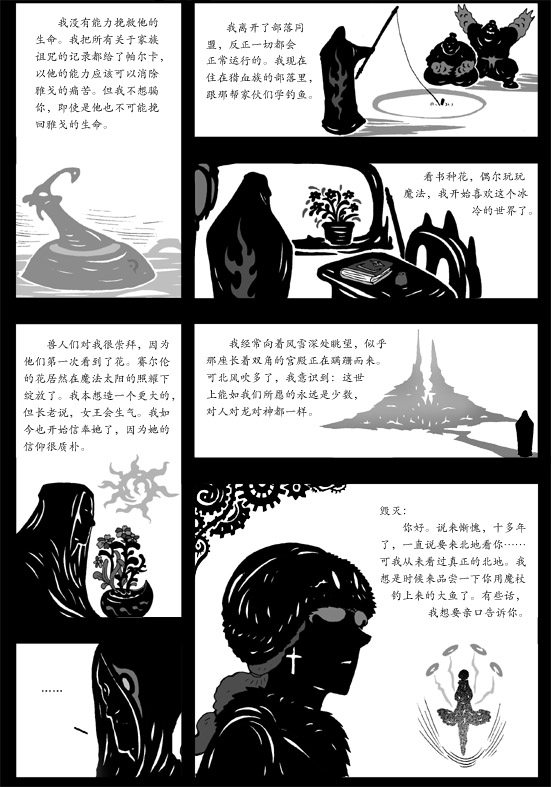 我没有能力挽救他的
生命。我把所有关于家族
诅咒的记录都给了帕尔卡，
以他的能力应该可以消除
雅戈的痛苦。但我不想骗
你，即使是他也不可能挽
回雅戈的生命。
我离开了部落同
盟，反正一切都会
正常运行的。我现在
住在猎血族的部落里，
跟那帮家伙们学钓鱼。
看书种花，偶尔玩玩
魔法，我开始喜欢这个冰
冷的世界了。
兽人们对我很崇拜，因为
他们第一次看到了花。赛尔伦
的花居然在魔法太阳的照耀下
绽放了。我本想造一个更大的，
但长老说，女王会生气。我如
今也开始信奉她了，因为她的
信仰很质朴。
我经常向着风雪深处眺望，似乎
那座长着双角的宫殿正在蹒跚而来。
可北风吹多了，我意识到：这世
上能如我们所愿的永远是少数，
对人对龙对神都一样。
……
毁灭：
你好。说来惭愧，十多年
了，一直说要来北地看你……
可我从未看过真正的北地。我
想是时候来品尝一下你用魔杖
钓上来的大鱼了。有些话，
我想要亲口告诉你。